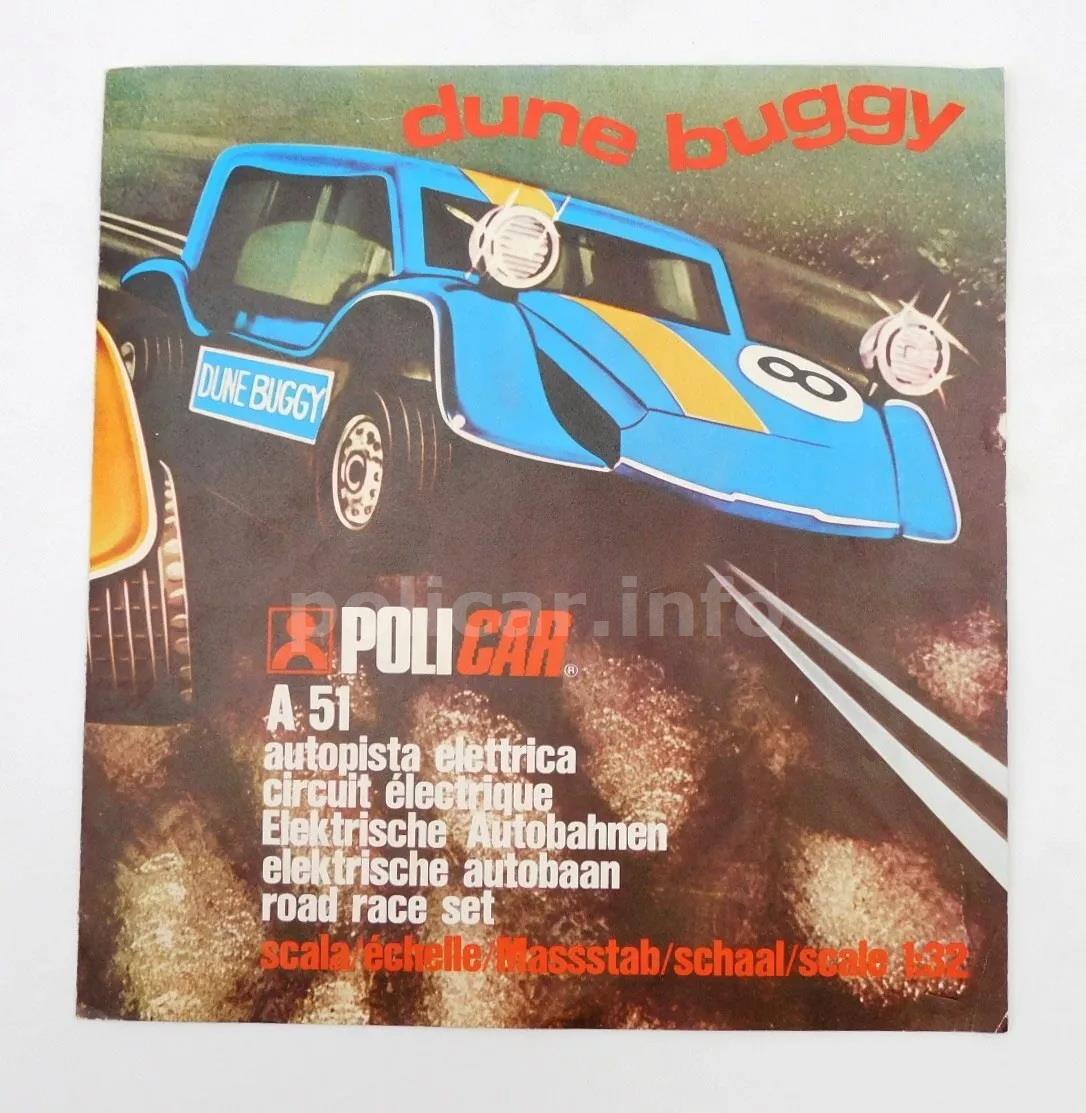 dune buggy
8
DUNE BUGGY
policar.info
POLICAR®
A 51
autopista elettrica
circuit électrique
Elektrische Autobahnen
elektrische autobaan
road race set
scala/échelle/Massstab/schaal/scale 1:32